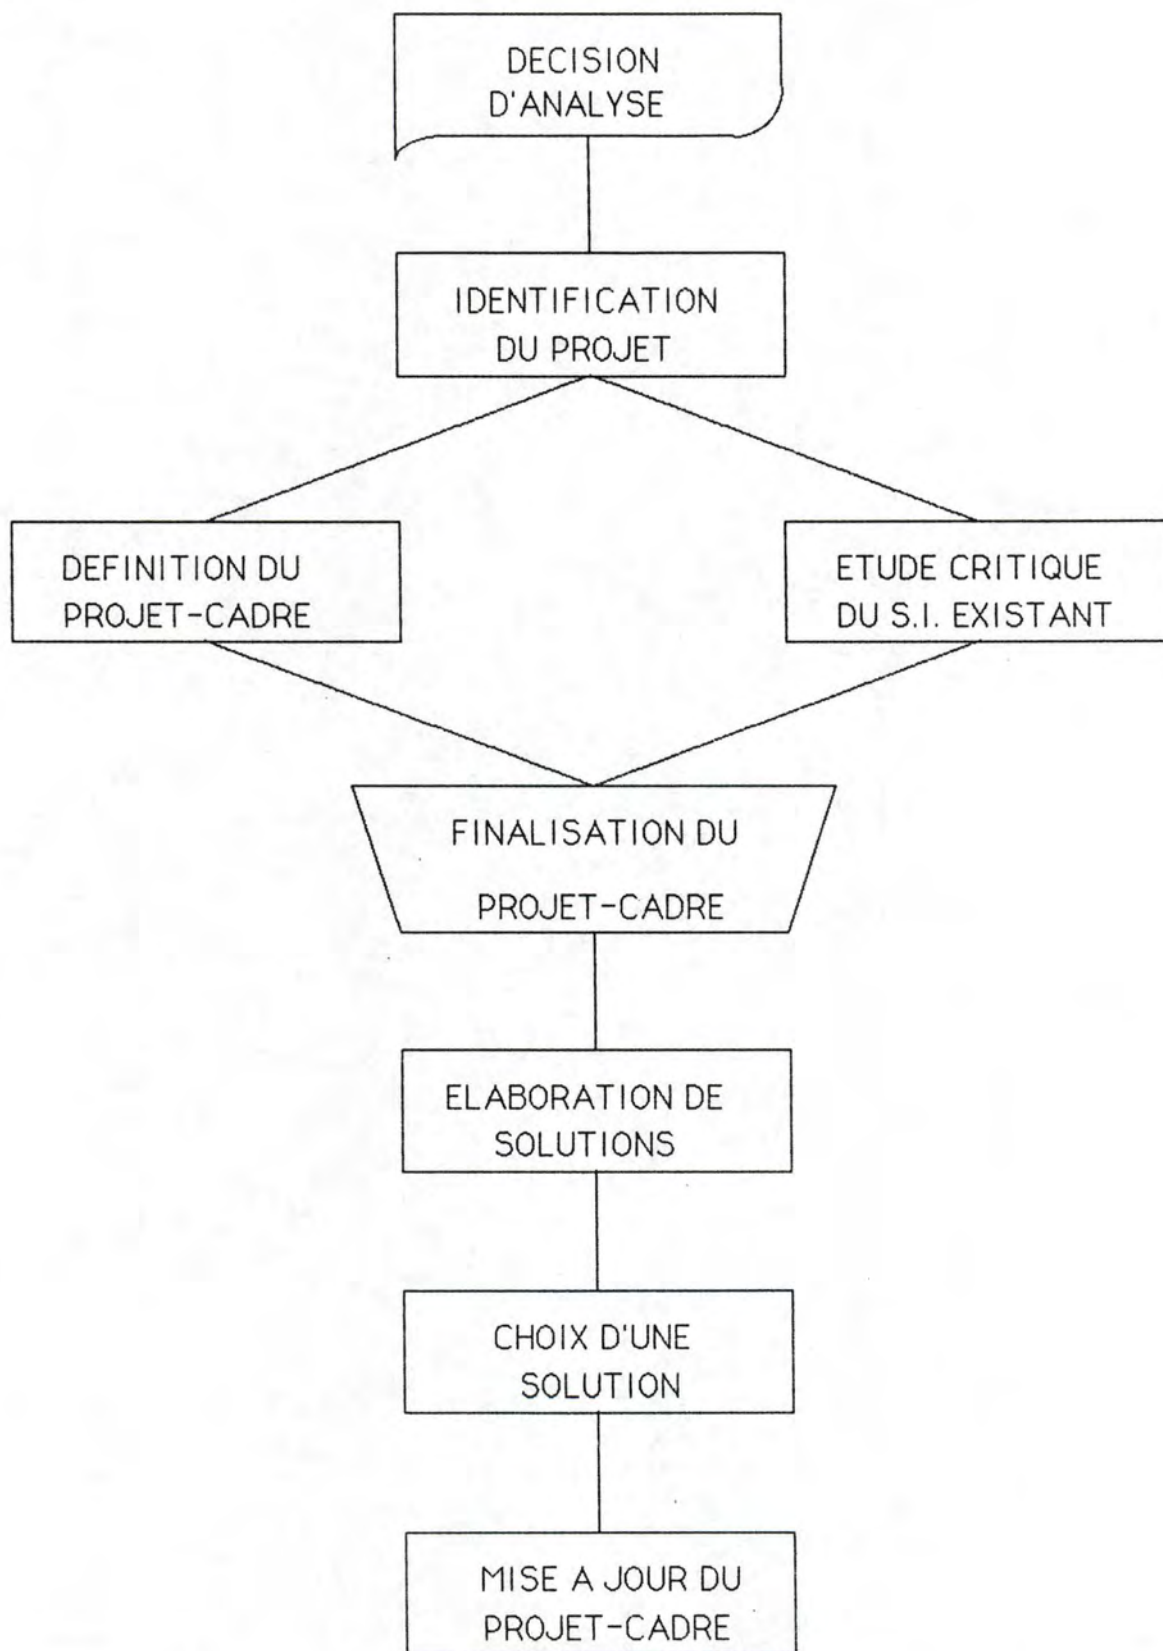 DECISION
D'ANALYSE
IDENTIFICATION
DU PROJET
DEFINITION DU
PROJET-CADRE
ETUDE CRITIQUE
DU S.I. EXISTANT
FINALISATION DU
PROJET-CADRE
ELABORATION DE
SOLUTIONS
CHOIX D'UNE
SOLUTION
MISE A JOUR DU
PROJET-CADRE